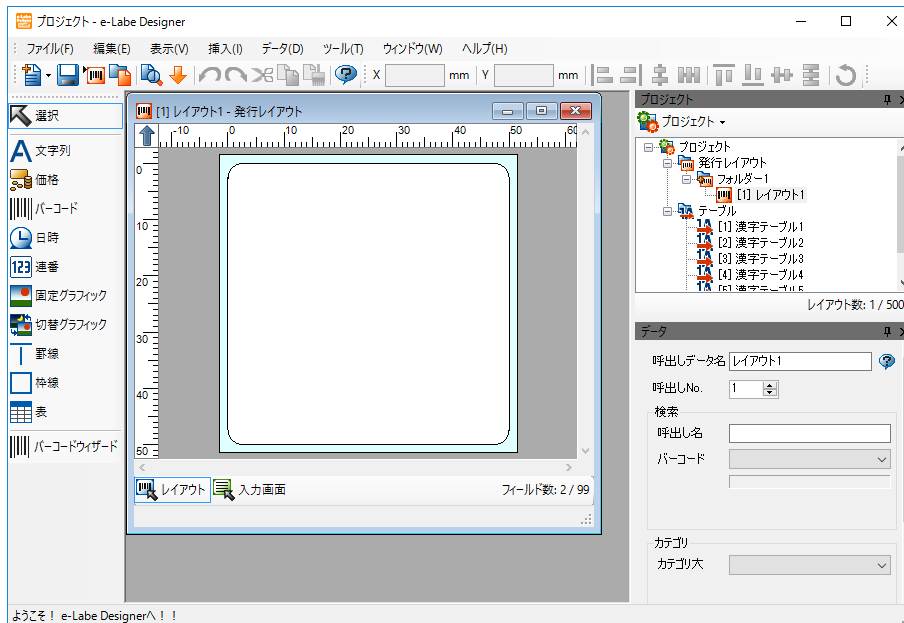 プロジェクト - e-Labe Designer
ファイル(F) 編集(E) 表示(V) 挿入(I) データ(D) ツール(T) ウィンドウ(W) ヘルプ(H)
X mm Y mm
選択
文字列
価格
バーコード
日時
123 連番
固定グラフィック
切替グラフィック
罫線
枠線
表
バーコードウィザード
[1] レイアウト1 - 発行レイアウト
-10 0 10 20 30 40 50 60
0
10
20
30
40
50
レイアウト 入力画面 フィールド数: 2 / 99
プロジェクト
プロジェクト
プロジェクト
発行レイアウト
フォルダー1
[1] レイアウト1
テーブル
[1] 漢字テーブル1
[2] 漢字テーブル2
[3] 漢字テーブル3
[4] 漢字テーブル4
[5] 漢字テーブル5
レイアウト数: 1 / 500
データ
呼出しデータ名 レイアウト1
呼出しNo. 1
検索
呼出し名
バーコード
カテゴリ
カテゴリ大
ようこそ！ e-Labe Designerへ！！